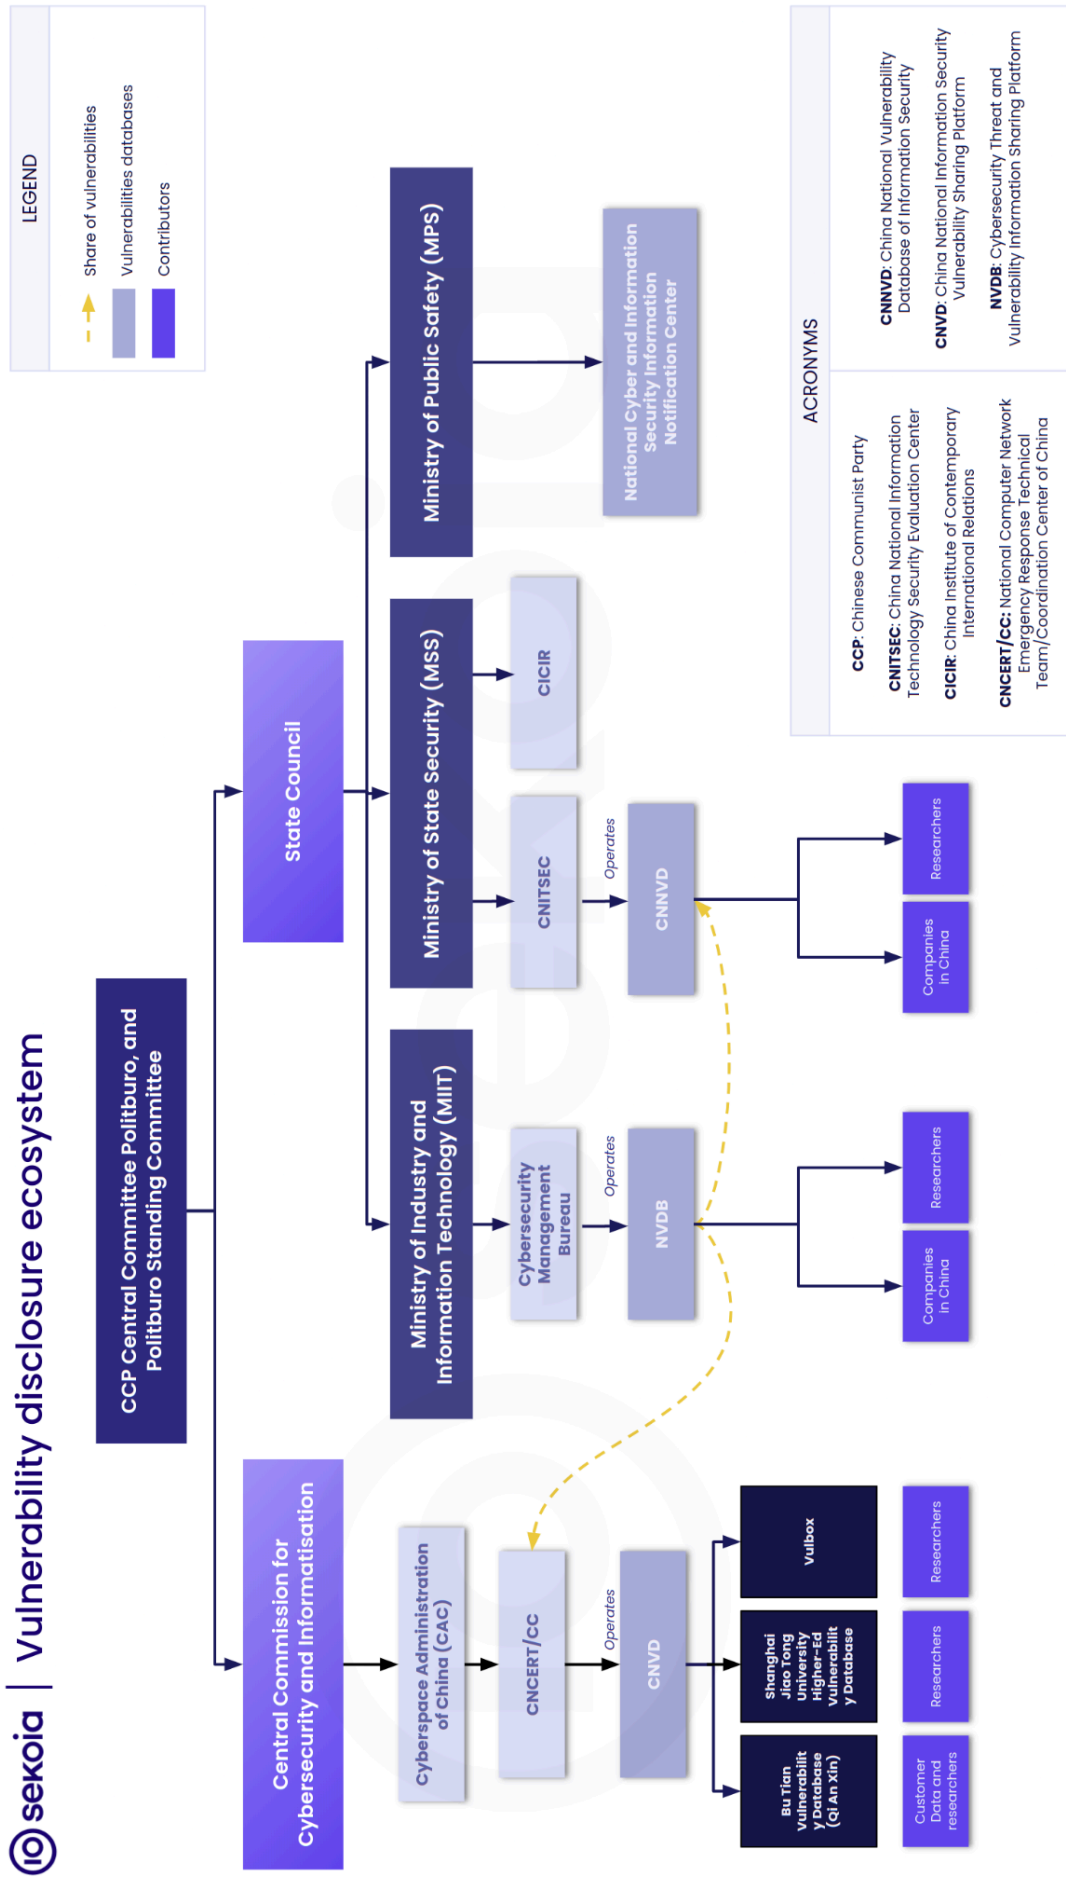 sekoia | Vulnerability disclosure ecosystem
LEGEND
Share of vulnerabilities
Vulnerabilities databases
Contributors
CCP Central Committee Politburo, and
Politburo Standing Committee
Central Commission for
Cybersecurity and Informatisation
State Council
Cyberspace Administration
of China (CAC)
Ministry of Industry and
Information Technology (MIIT)
Ministry of State Security (MSS)
Ministry of Public Safety (MPS)
CNCERT/CC
Cybersecurity
Management
Bureau
CNITSEC
CICIR
Operates
Operates
Operates
CNVD
NVDB
CNNVD
National Cyber and Information
Security Information
Notification Center
Bu Tian
Vulnerabilit
y Database
(Qi An Xin)
Shanghai
Jiao Tong
University
Higher-Ed
Vulnerabilit
y Database
Vulbox
Customer
Data and
researchers
Researchers
Researchers
Companies
in China
Researchers
Companies
in China
Researchers
ACRONYMS
CCP: Chinese Communist Party
CNITSEC: China National Information
Technology Security Evaluation Center
CICIR: China Institute of Contemporary
International Relations
CNCERT/CC: National Computer Network
Emergency Response Technical
Team/Coordination Center of China
CNNVD: China National Vulnerability
Database of Information Security
CNVD: China National Information Security
Vulnerability Sharing Platform
NVDB: Cybersecurity Threat and
Vulnerability Information Sharing Platform
sekoia